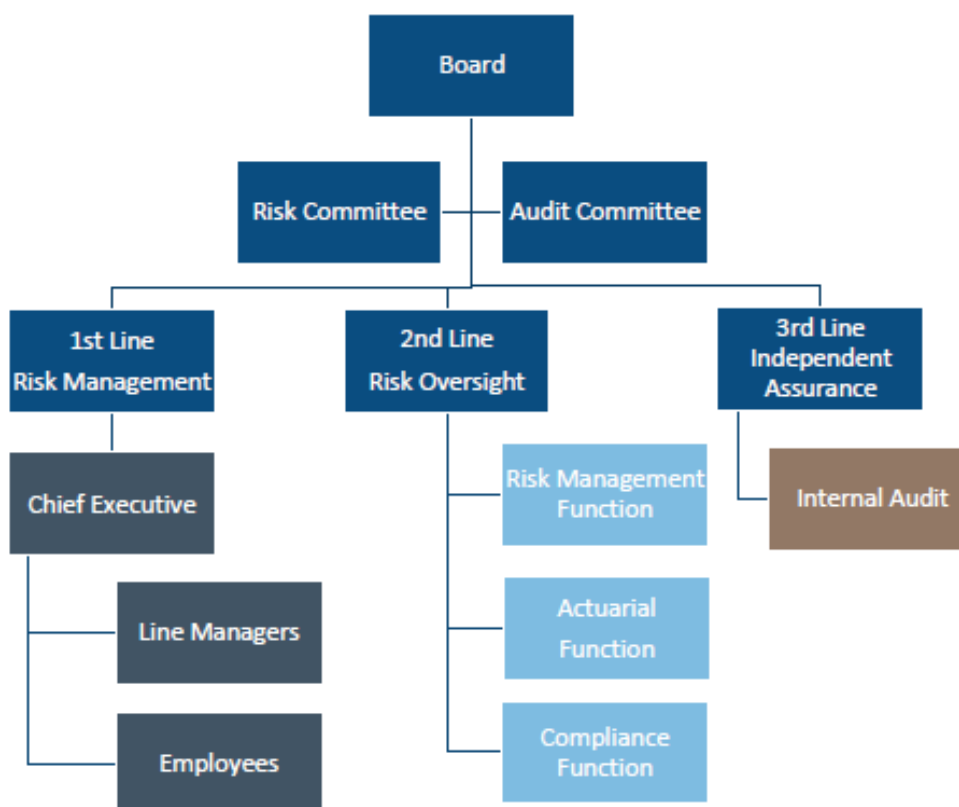 Board
Risk Committee
Audit Committee
1st Line
Risk Management
2nd Line
Risk Oversight
3rd Line
Independent
Assurance
Chief Executive
Line Managers
Employees
Risk Management
Function
Actuarial
Function
Compliance
Function
Internal Audit